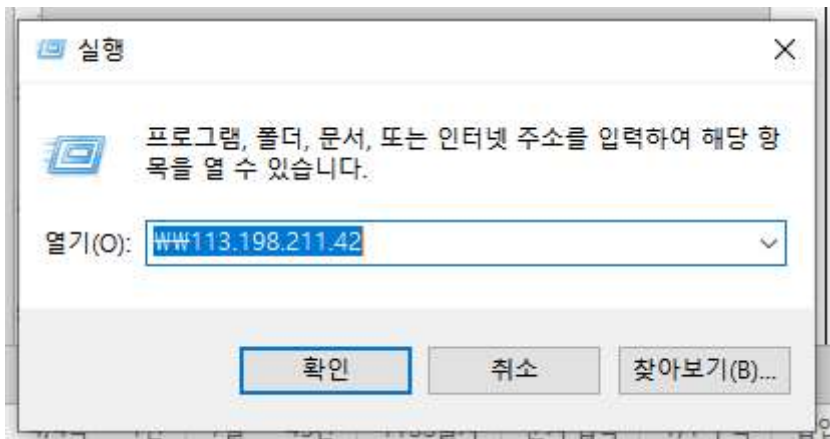 실행
프로그램, 폴더, 문서, 또는 인터넷 주소를 입력하여 해당 항
목을 열 수 있습니다.
열기(O): ₩₩113.198.211.42
확인 취소 찾아보기(B)...